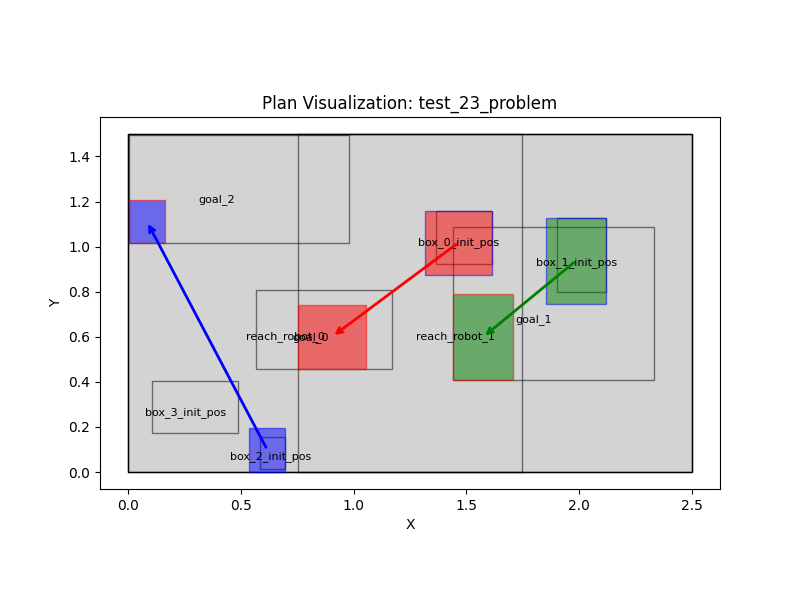 Plan Visualization: test_23_problem
1.4
1.2
1.0
0.8
0.6
0.4
0.2
0.0
Y
goal_2
box_0_init_pos
box_1_init_pos
goal_1
reach_robot_0
goal_0
reach_robot_1
box_3_init_pos
box_2_init_pos
0.0 0.5 1.0 1.5 2.0 2.5
X